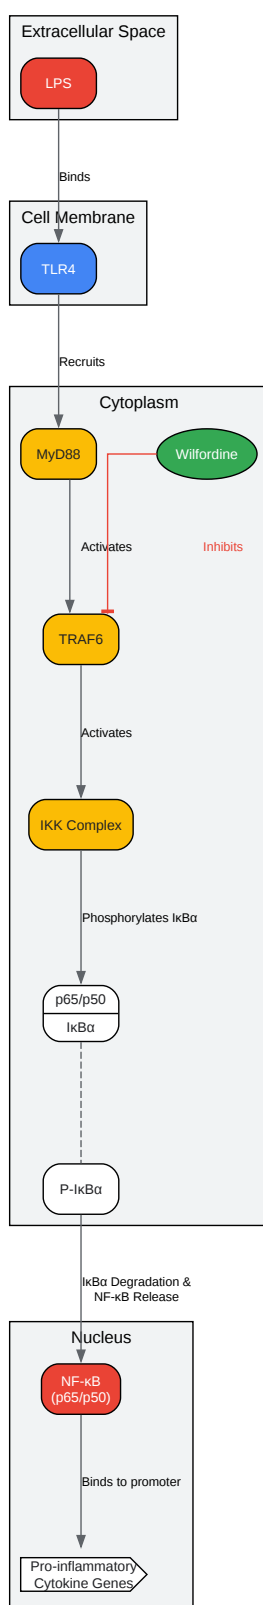 Extracellular Space
LPS
Binds
Cell Membrane
TLR4
Recruits
Cytoplasm
MyD88
Wilfordine
Activates
Inhibits
TRAF6
Activates
IKK Complex
Phosphorylates IκBα
p65/p50
IκBα
P-IκBα
IκBα Degradation &
NF-κB Release
Nucleus
NF-κB
(p65/p50)
Binds to promoter
Pro-inflammatory
Cytokine Genes